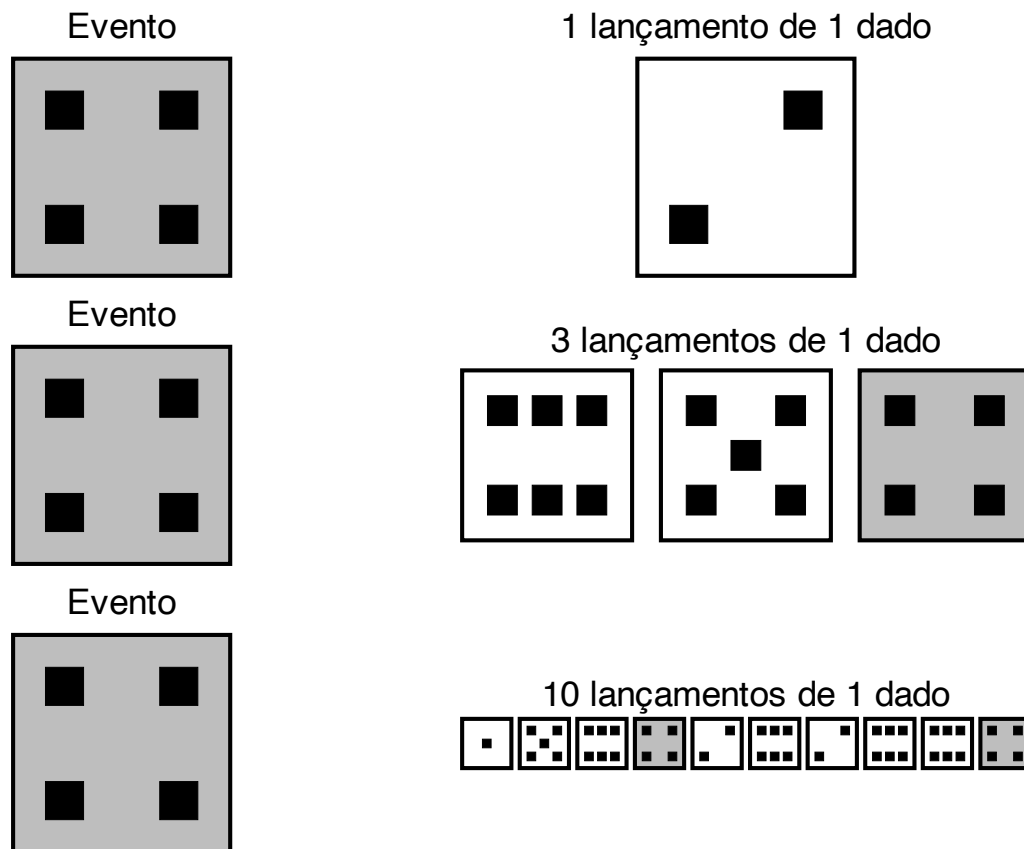 Evento
1 lançamento de 1 dado
Evento
3 lançamentos de 1 dado
Evento
10 lançamentos de 1 dado